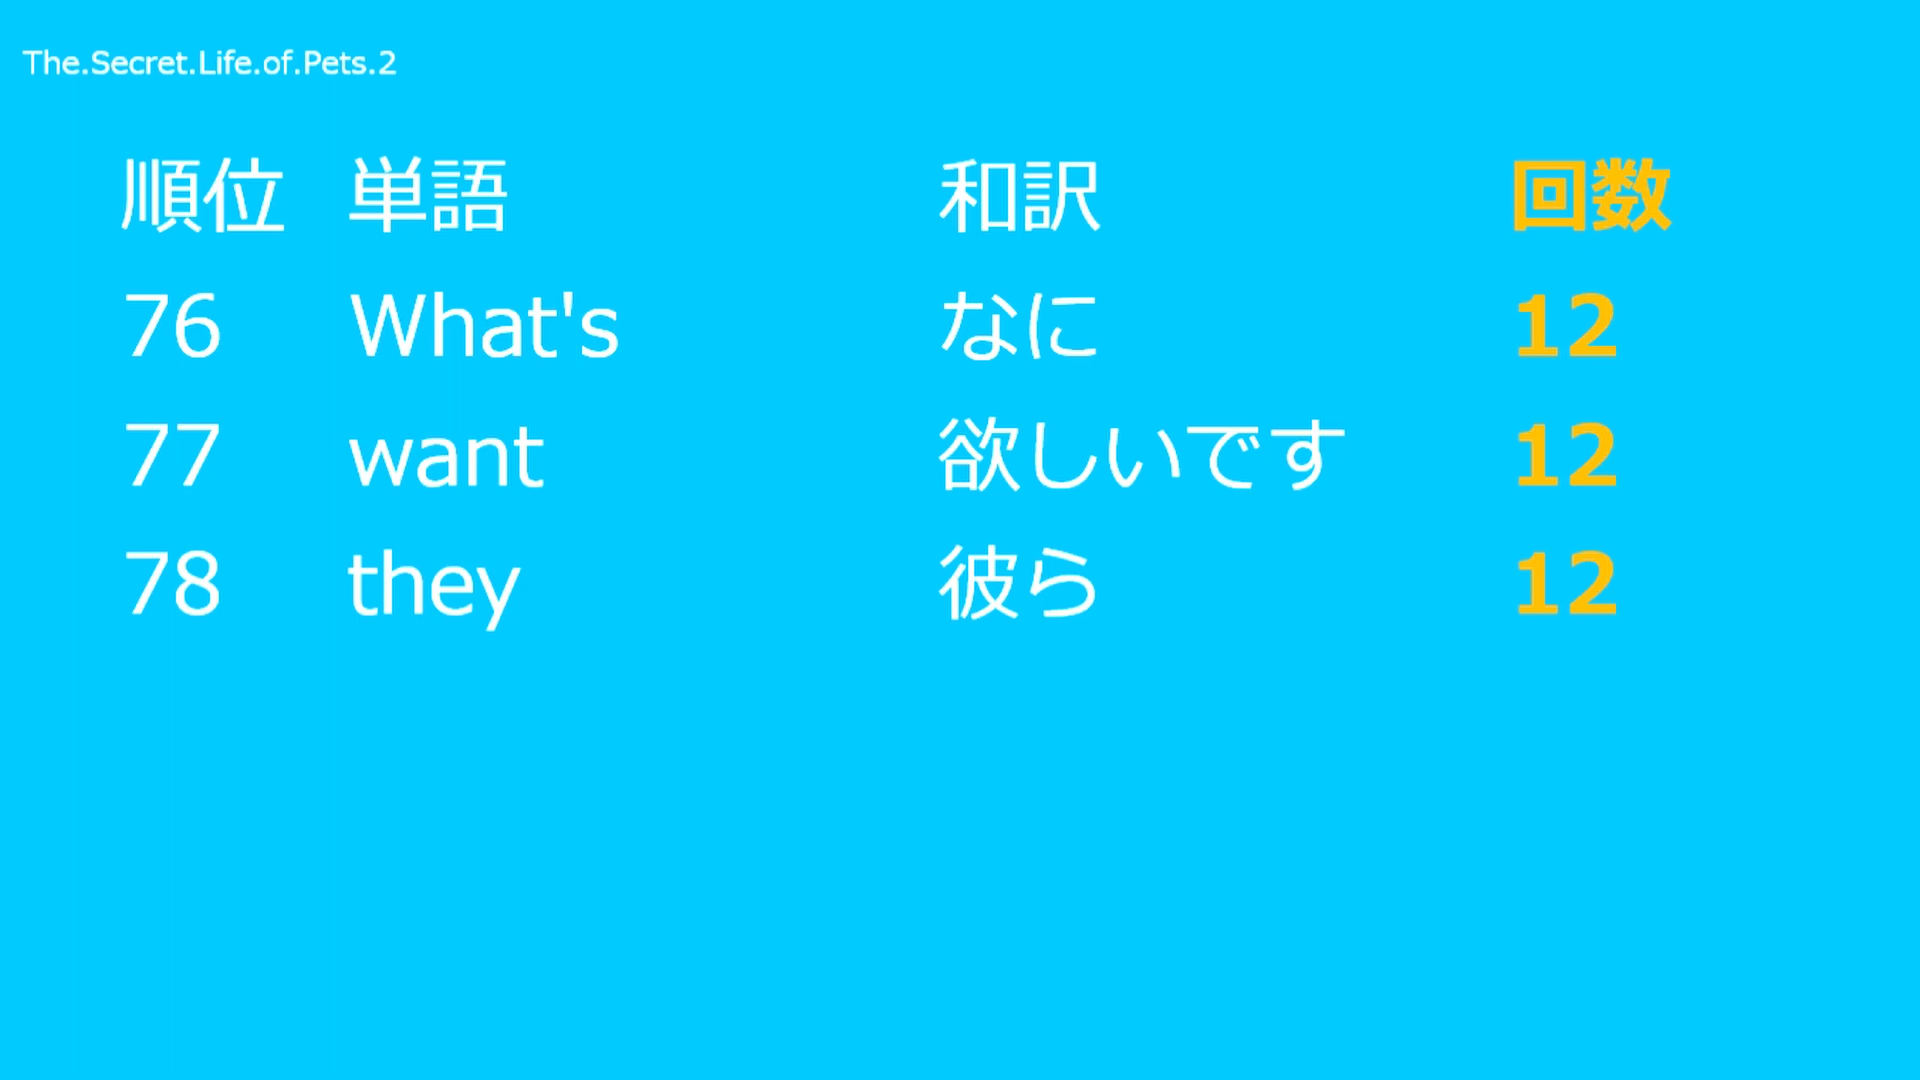 The.Secret.Life.of.Pets.2
順位 単語 和訳 回数
76 What's なに 12
77 want 欲しいです 12
78 they 彼ら 12